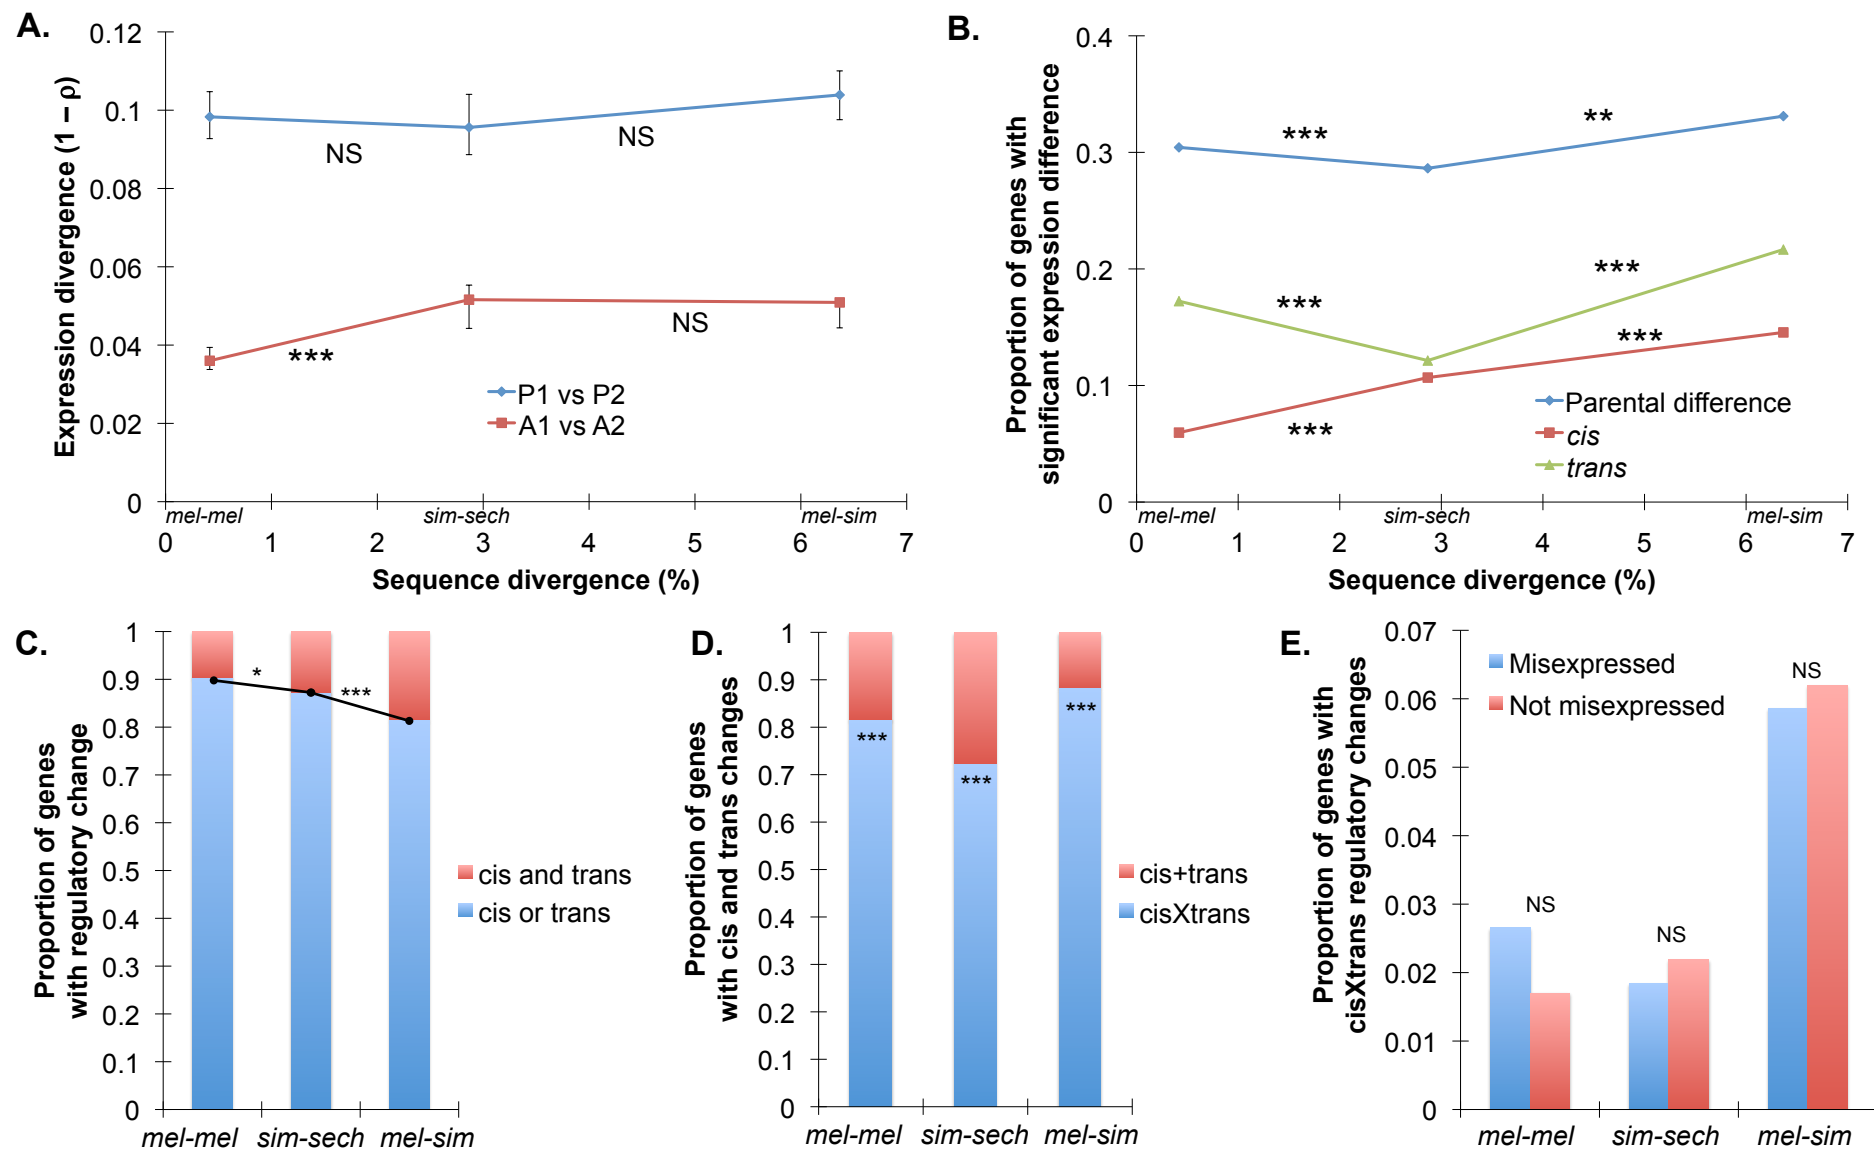 A.
Expression divergence (1 – ρ)
0.12
0.1
0.08
0.06
0.04
0.02
0
NS
NS
***
NS
P1 vs P2
A1 vs A2
mel-mel
sim-sech
mel-sim
0 1 2 3 4 5 6 7
Sequence divergence (%)
B.
Proportion of genes with
significant expression difference
0.4
0.3
0.2
0.1
0
***
**
***
***
***
***
Parental difference
cis
trans
mel-mel
sim-sech
mel-sim
0 1 2 3 4 5 6 7
Sequence divergence (%)
C.
Proportion of genes
with regulatory change
1
0.9
0.8
0.7
0.6
0.5
0.4
0.3
0.2
0.1
0
*
***
cis and trans
cis or trans
mel-mel sim-sech mel-sim
D.
Proportion of genes
with cis and trans changes
1
0.9
0.8
0.7
0.6
0.5
0.4
0.3
0.2
0.1
0
***
***
***
cis+trans
cisXtrans
mel-mel sim-sech mel-sim
E.
Proportion of genes with
cisXtrans regulatory changes
0.07
0.06
0.05
0.04
0.03
0.02
0.01
0
Misexpressed
Not misexpressed
NS
NS
NS
mel-mel sim-sech mel-sim